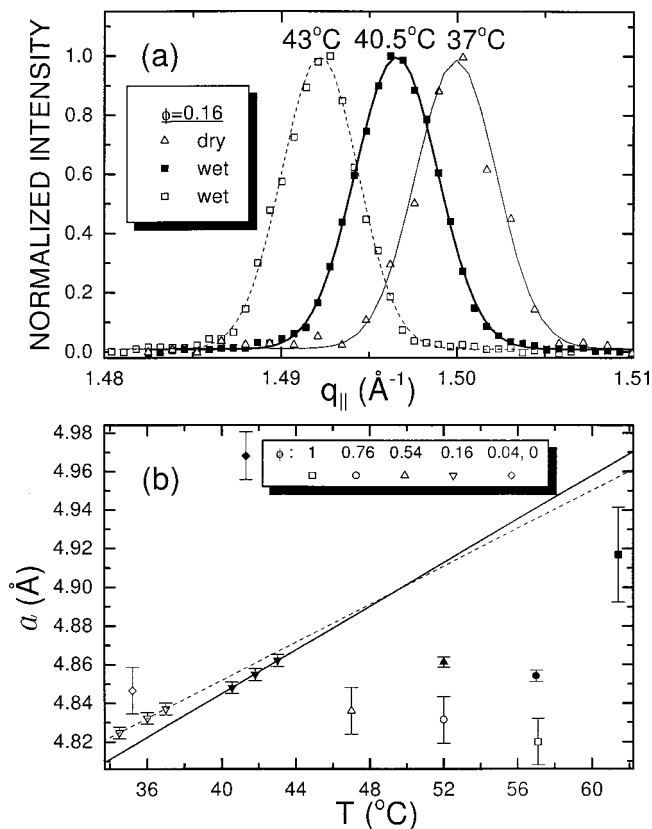 43°C 40.5°C 37°C
(a)
1.0
0.8
0.6
0.4
0.2
0.0
NORMALIZED INTENSITY
ϕ=0.16
△ dry
■ wet
□ wet
1.48 1.49 1.50 1.51
q|| (Å-1)
(b)
4.98
4.96
4.94
4.92
4.90
4.88
4.86
4.84
4.82
a (Å)
ϕ : 1 0.76 0.54 0.16 0.04, 0
36 40 44 48 52 56 60
T (°C)